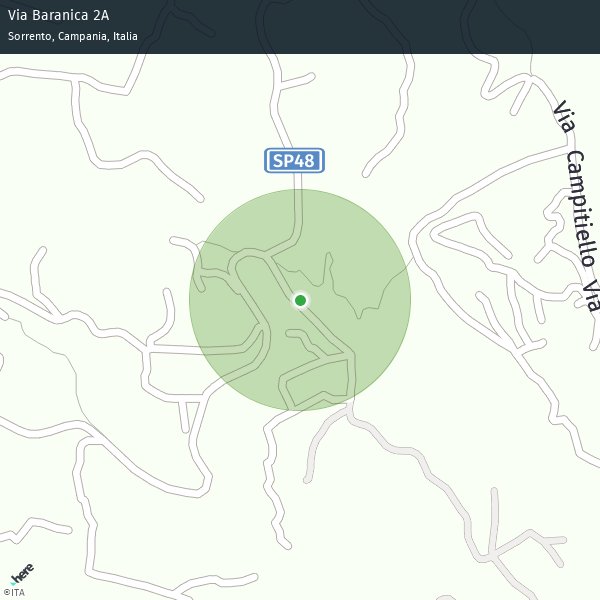 Via Baranica 2A
Sorrento, Campania, Italia
SP48
Via Campitiello Via
here
©ITA